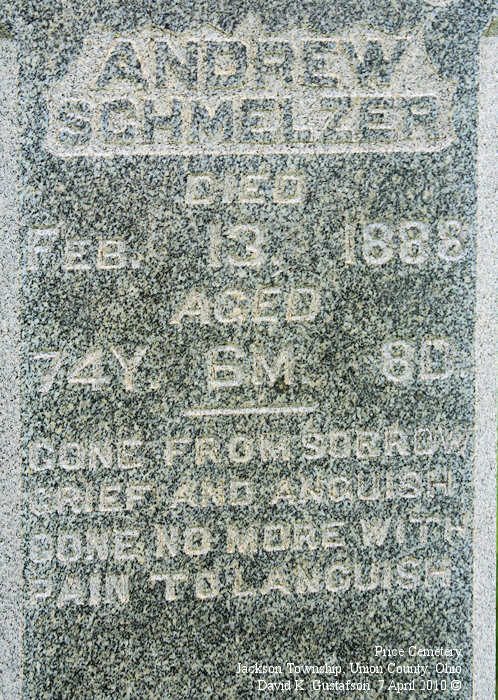 ANDREW
SCHMELZER
DIED
FEB. 13. 1888
AGED
74Y. 6M. 8D.
GONE FROM SORROW
GRIEF AND ANGUISH
GONE NO MORE WITH
PAIN TO LANGUISH
Price Cemetery
Jackson Township, Union County, Ohio
David K. Gustafson, 7 April 2010 ©